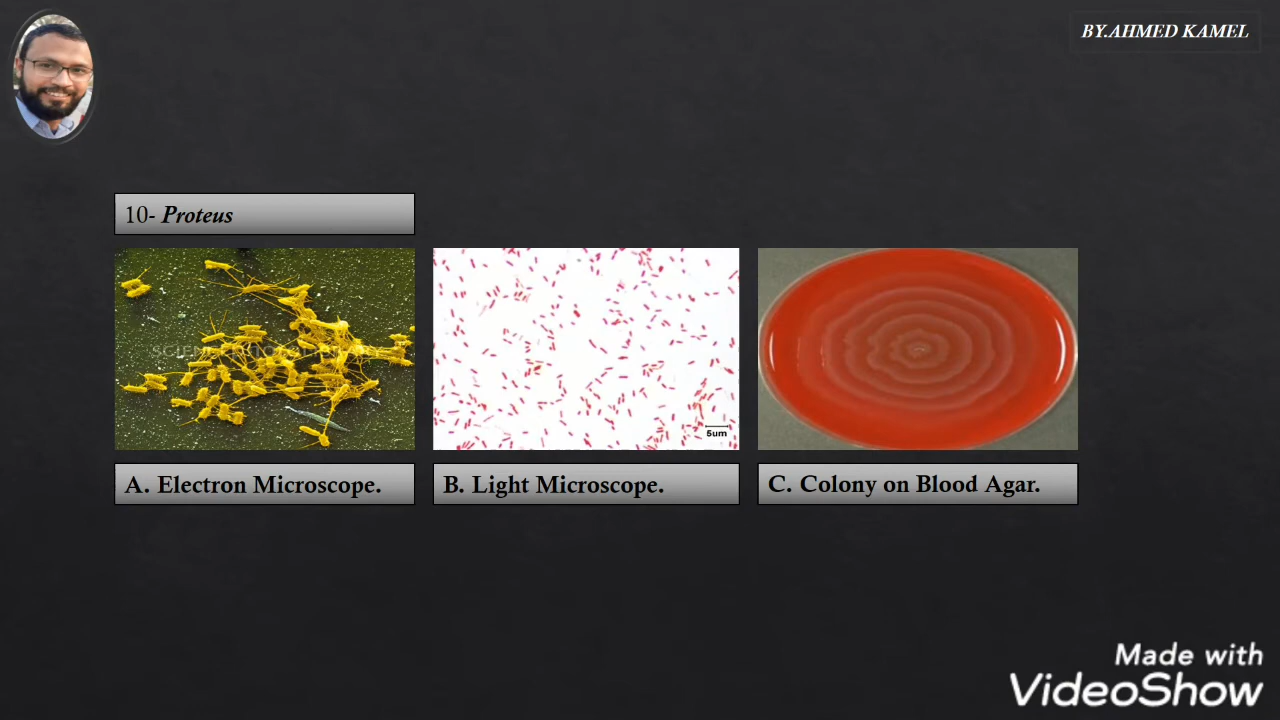 BY.AHMED KAMEL
10- Proteus
5um
A. Electron Microscope.
B. Light Microscope.
C. Colony on Blood Agar.
Made with
VideoShow